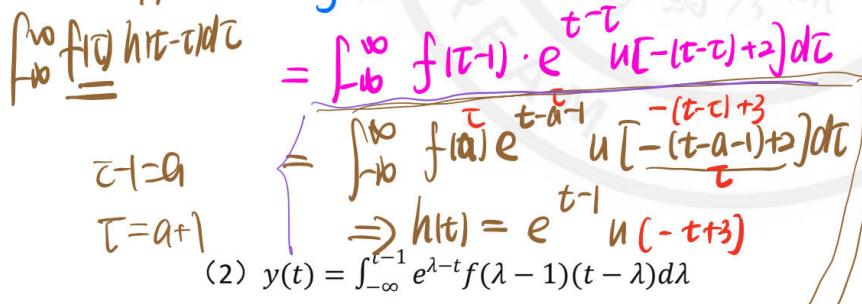 ∫_{-∞}^{∞} f(τ) h(t-τ)dτ
= ∫_{-∞}^{∞} f(τ-1)·e^{t-τ} u[-(t-τ)+2]dτ
τ τ -(t-τ)+3
τ-1=a = ∫_{-∞}^{∞} f(a) e^{t-a-1} u[-(t-a-1)+2]dτ
τ
τ=a+1 ⇒ h(t) = e^{t-1} u(-t+3)
（2）y(t) = ∫_{-∞}^{t-1} e^{λ-t} f(λ - 1)(t - λ)dλ